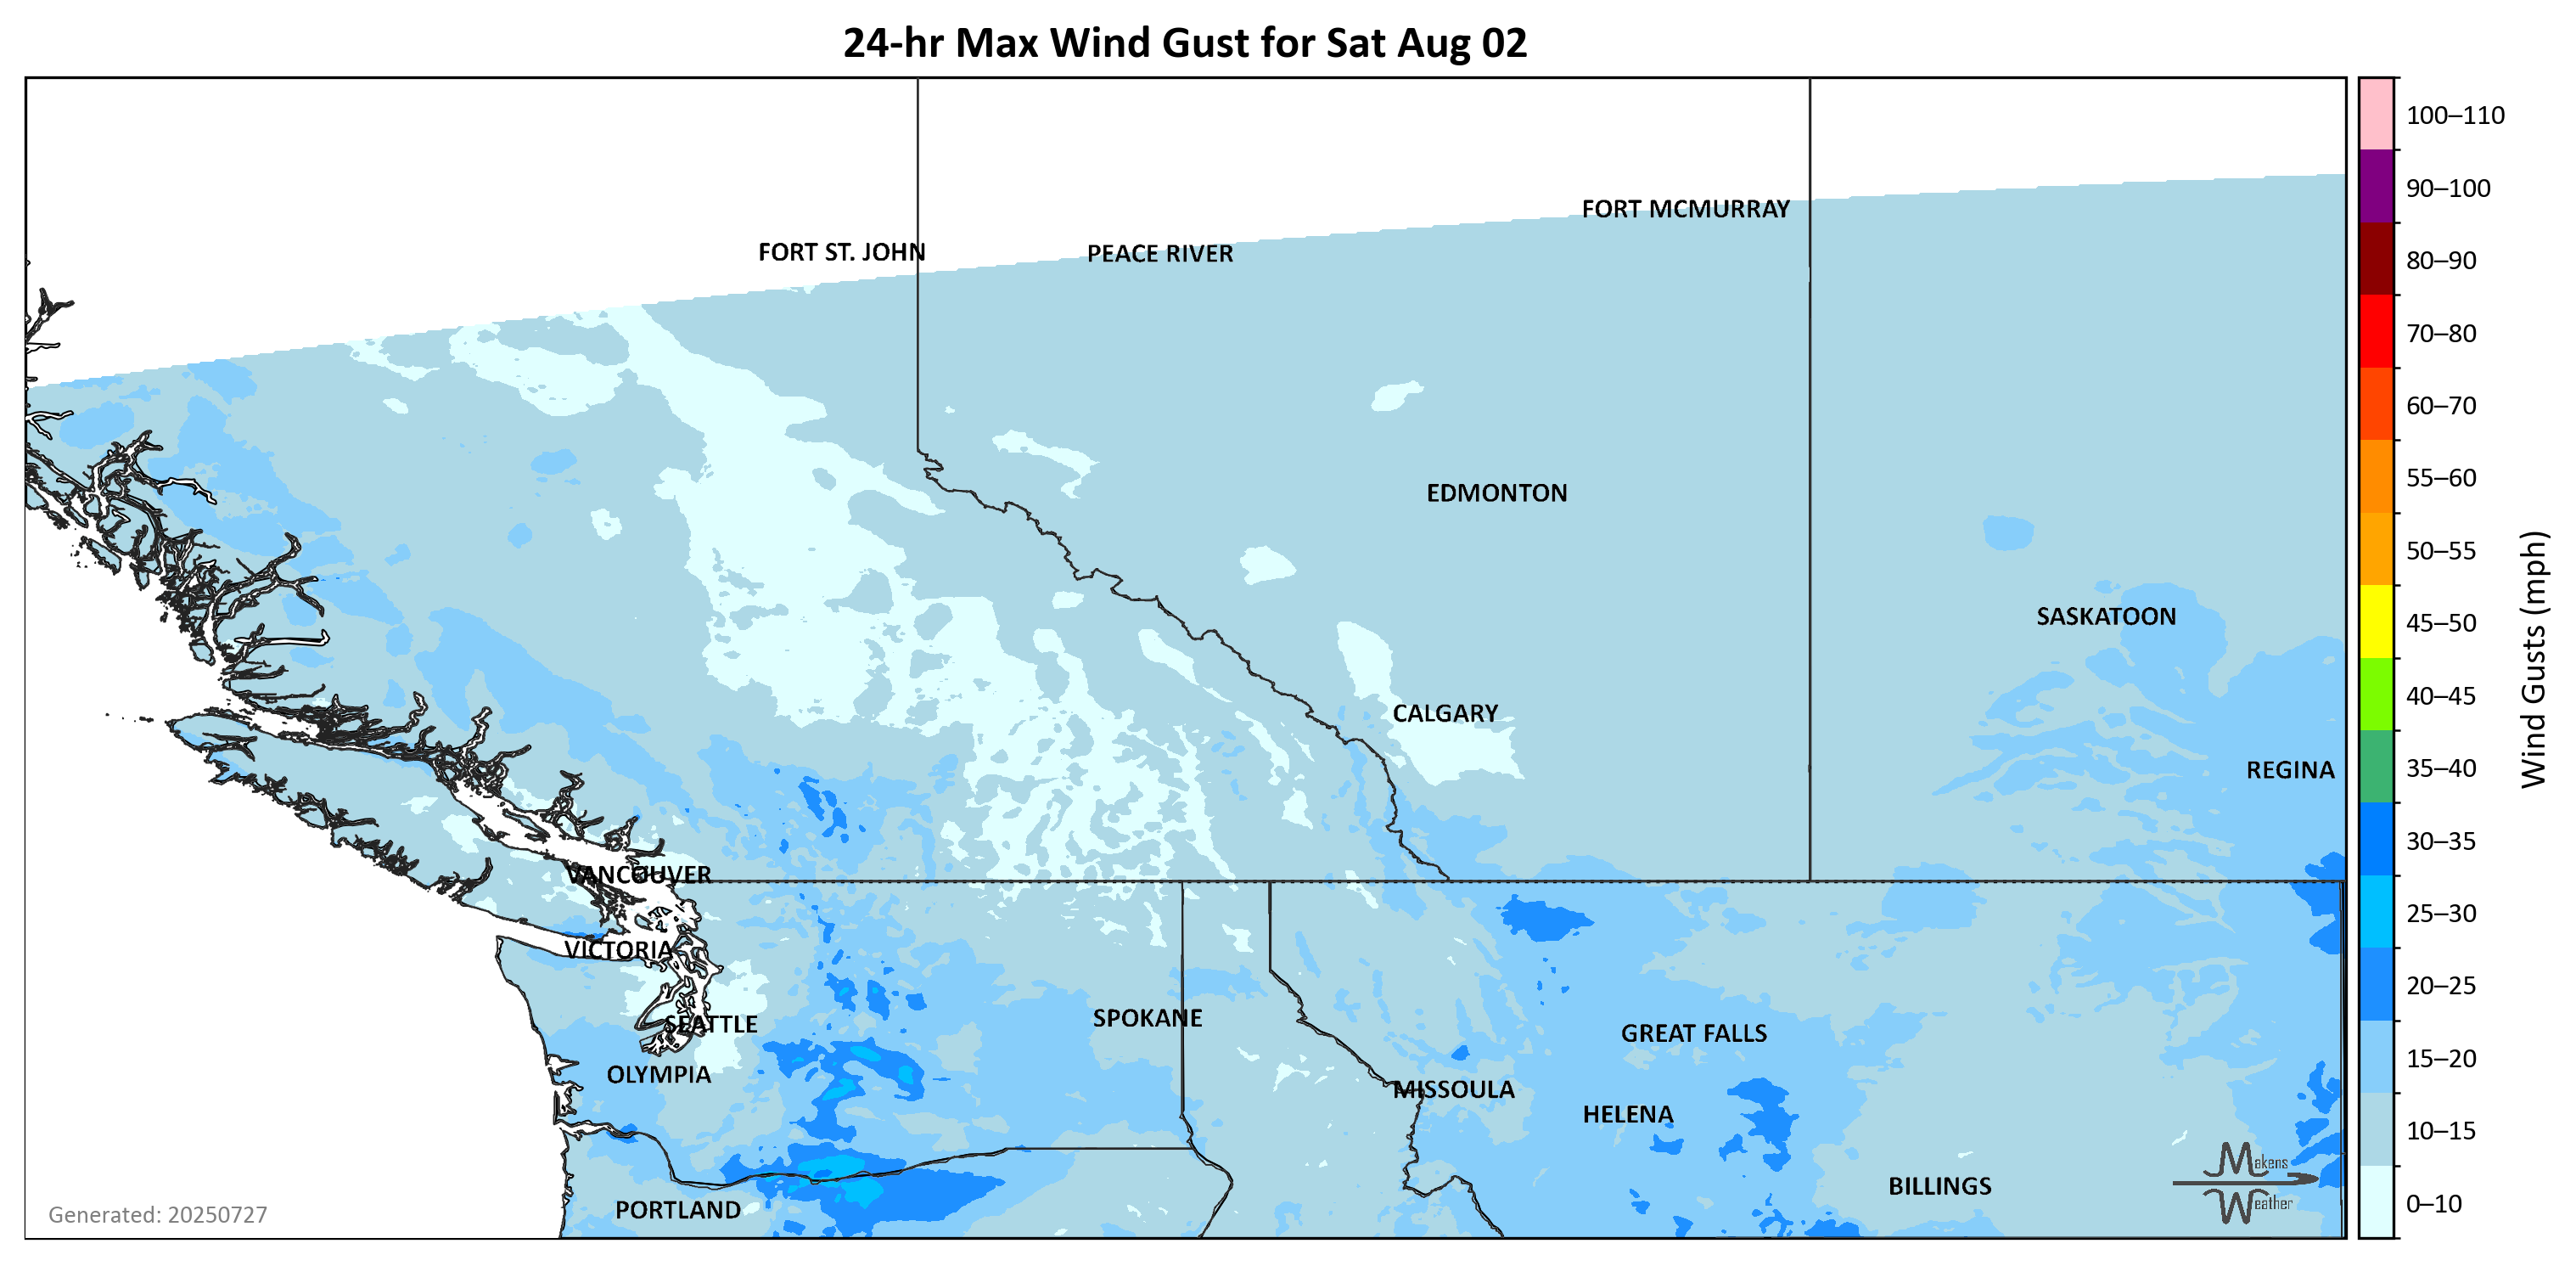 24-hr Max Wind Gust for Sat Aug 02
100–110
90–100
80–90
70–80
60–70
55–60
50–55
45–50
40–45
35–40
30–35
25–30
20–25
15–20
10–15
0–10
Wind Gusts (mph)
FORT MCMURRAY
FORT ST. JOHN
PEACE RIVER
EDMONTON
SASKATOON
CALGARY
REGINA
VANCOUVER
VICTORIA
SEATTLE
SPOKANE
GREAT FALLS
OLYMPIA
MISSOULA
HELENA
BILLINGS
PORTLAND
Makens
Weather
Generated: 20250727